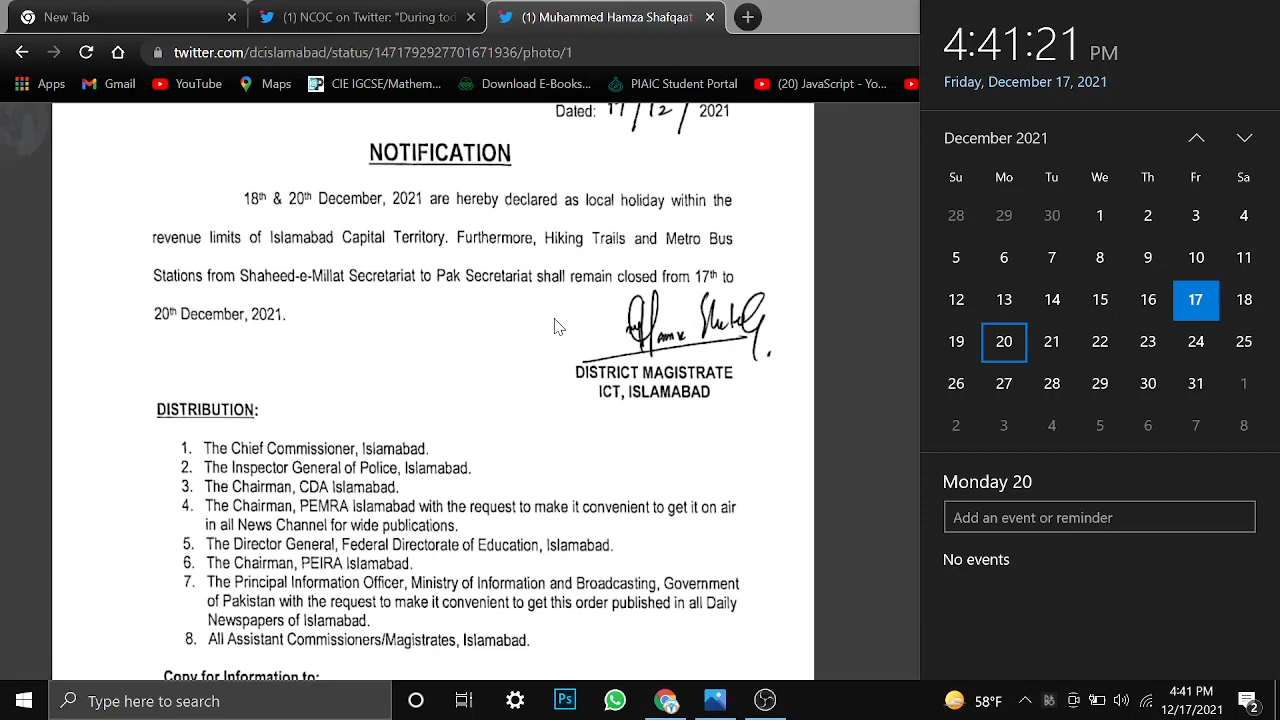 New Tab
(1) NCOC on Twitter: "During tod
(1) Muhammad Hamza Shafqaat
twitter.com/dcislamabad/status/1471792927701671936/photo/1
Apps
Gmail
YouTube
Maps
CIE IGCSE/Mathem...
Download E-Books...
PIAIC Student Portal
(20) JavaScript - Yo...
Dated: 17/12/ 2021
NOTIFICATION
18th & 20th December, 2021 are hereby declared as local holiday within the
revenue limits of Islamabad Capital Territory. Furthermore, Hiking Trails and Metro Bus
Stations from Shaheed-e-Millat Secretariat to Pak Secretariat shall remain closed from 17th to
20th December, 2021.
DISTRICT MAGISTRATE
ICT, ISLAMABAD
DISTRIBUTION:
1. The Chief Commissioner, Islamabad.
2. The Inspector General of Police, Islamabad.
3. The Chairman, CDA Islamabad.
4. The Chairman, PEMRA Islamabad with the request to make it convenient to get it on air
in all News Channel for wide publications.
5. The Director General, Federal Directorate of Education, Islamabad.
6. The Chairman, PEIRA Islamabad.
7. The Principal Information Officer, Ministry of Information and Broadcasting, Government
of Pakistan with the request to make it convenient to get this order published in all Daily
Newspapers of Islamabad.
8. All Assistant Commissioners/Magistrates, Islamabad.
Copy for Information to:
4:41:21 PM
Friday, December 17, 2021
December 2021
Su Mo Tu We Th Fr Sa
28 29 30 1 2 3 4
5 6 7 8 9 10 11
12 13 14 15 16 17 18
19 20 21 22 23 24 25
26 27 28 29 30 31 1
2 3 4 5 6 7 8
Monday 20
Add an event or reminder
No events
Type here to search
Ps
58°F
4:41 PM
12/17/2021
2